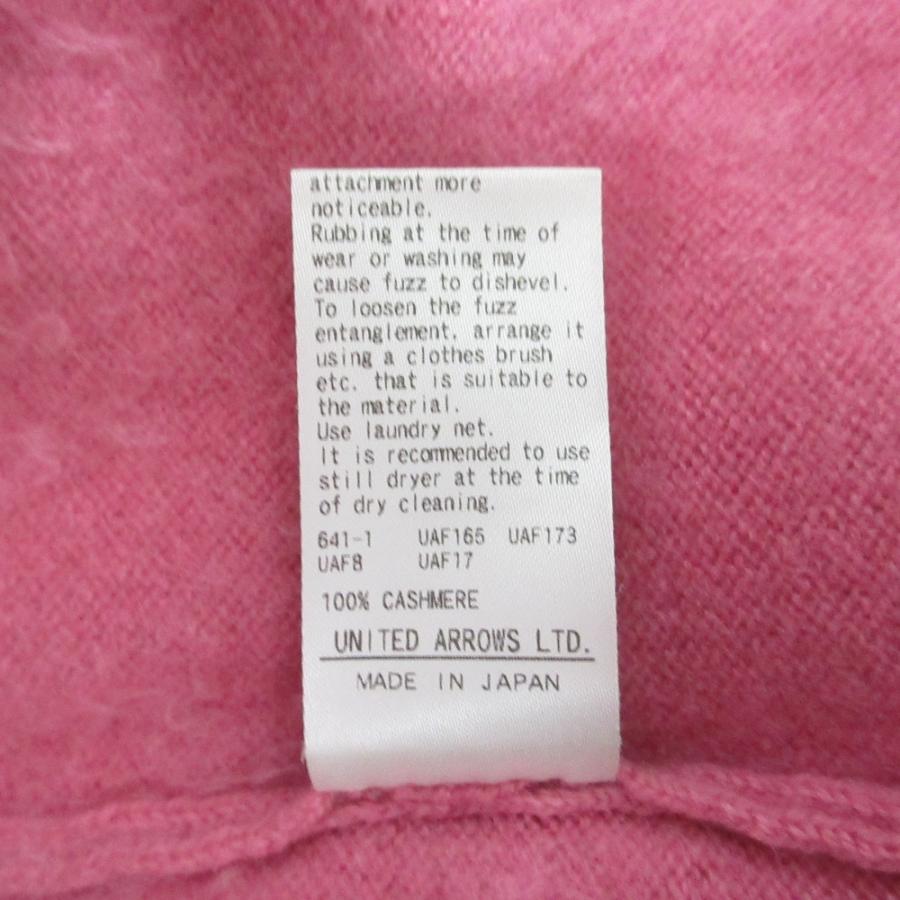 attachment more
noticeable.
Rubbing at the time of
wear or washing may
cause fuzz to dishevel.
To loosen the fuzz
entanglement, arrange it
using a clothes brush
etc. that is suitable to
the material.
Use laundry net.
It is recommended to use
still dryer at the time
of dry cleaning.
641-1 UAF165 UAF173
UAF8 UAF17
100% CASHMERE
UNITED ARROWS LTD.
MADE IN JAPAN